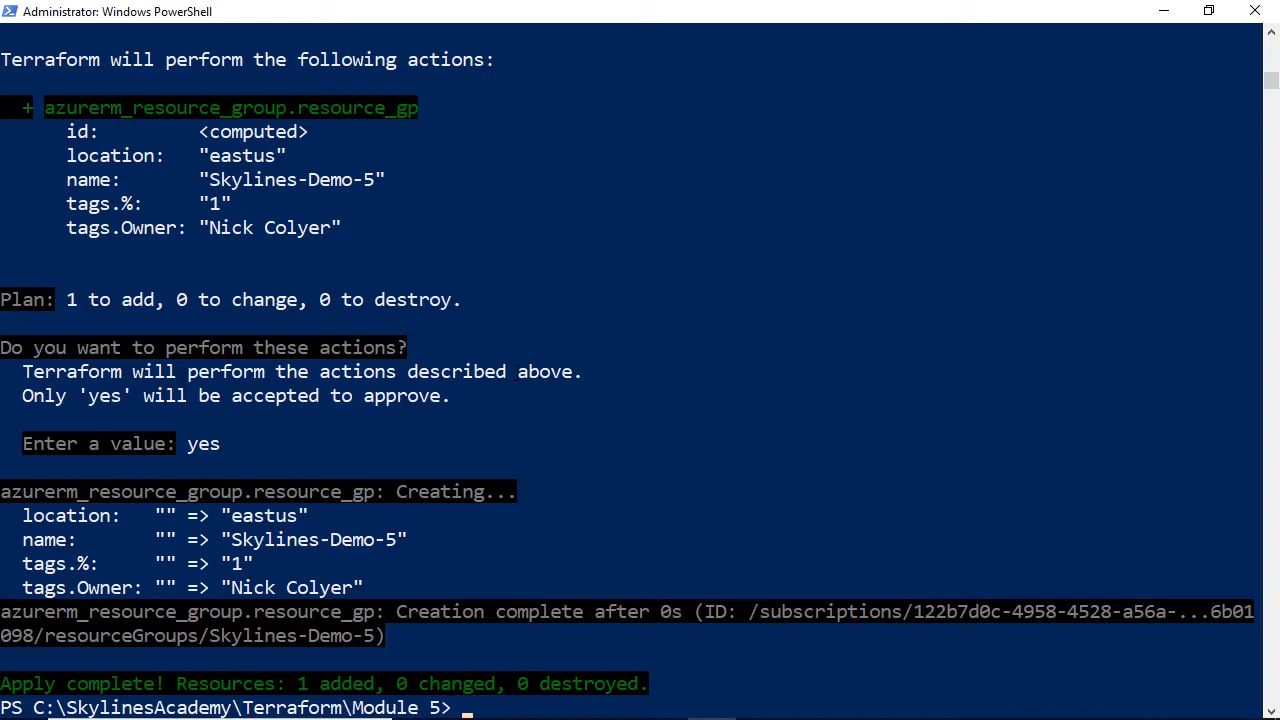 Administrator: Windows PowerShell
Terraform will perform the following actions:
+ azurerm_resource_group.resource_gp
id: <computed>
location: "eastus"
name: "Skylines-Demo-5"
tags.%: "1"
tags.Owner: "Nick Colyer"
Plan: 1 to add, 0 to change, 0 to destroy.
Do you want to perform these actions?
Terraform will perform the actions described above.
Only 'yes' will be accepted to approve.
Enter a value: yes
azurerm_resource_group.resource_gp: Creating...
location: "" => "eastus"
name: "" => "Skylines-Demo-5"
tags.%: "" => "1"
tags.Owner: "" => "Nick Colyer"
azurerm_resource_group.resource_gp: Creation complete after 0s (ID: /subscriptions/122b7d0c-4958-4528-a56a-...6b01
098/resourceGroups/Skylines-Demo-5)
Apply complete! Resources: 1 added, 0 changed, 0 destroyed.
PS C:\SkylinesAcademy\Terraform\Module 5>